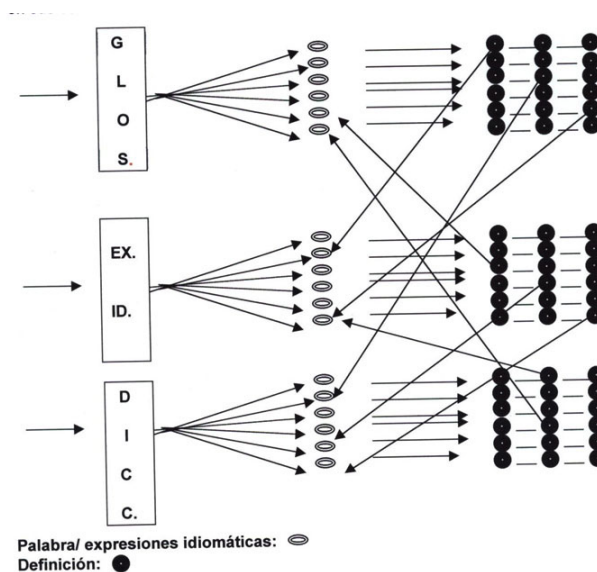 G
L
O
S.
EX.
ID.
D
I
C
C.
Palabra/ expresiones idiomáticas:
Definición: